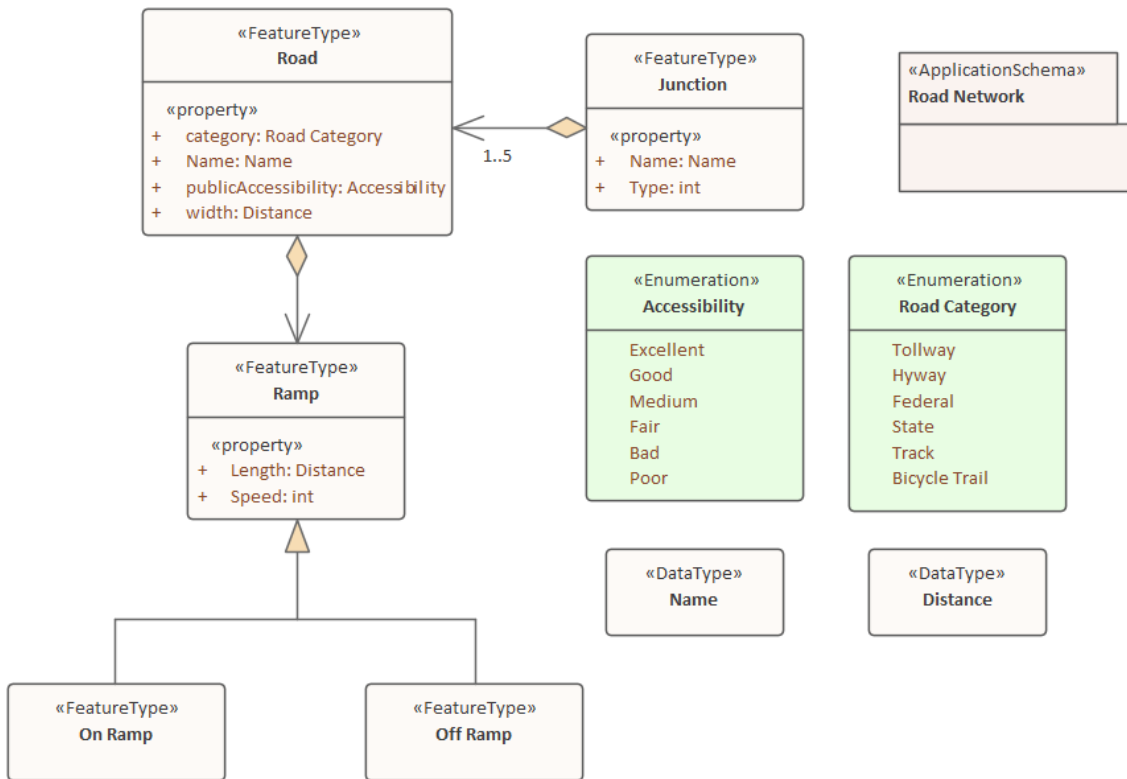 «FeatureType»
Road
«property»
+ category: Road Category
+ Name: Name
+ publicAccessibility: Accessibility
+ width: Distance
1..5
«FeatureType»
Junction
«property»
+ Name: Name
+ Type: int
«ApplicationSchema»
Road Network
«FeatureType»
Ramp
«property»
+ Length: Distance
+ Speed: int
«Enumeration»
Accessibility
Excellent
Good
Medium
Fair
Bad
Poor
«Enumeration»
Road Category
Tollway
Hyway
Federal
State
Track
Bicycle Trail
«DataType»
Name
«DataType»
Distance
«FeatureType»
On Ramp
«FeatureType»
Off Ramp